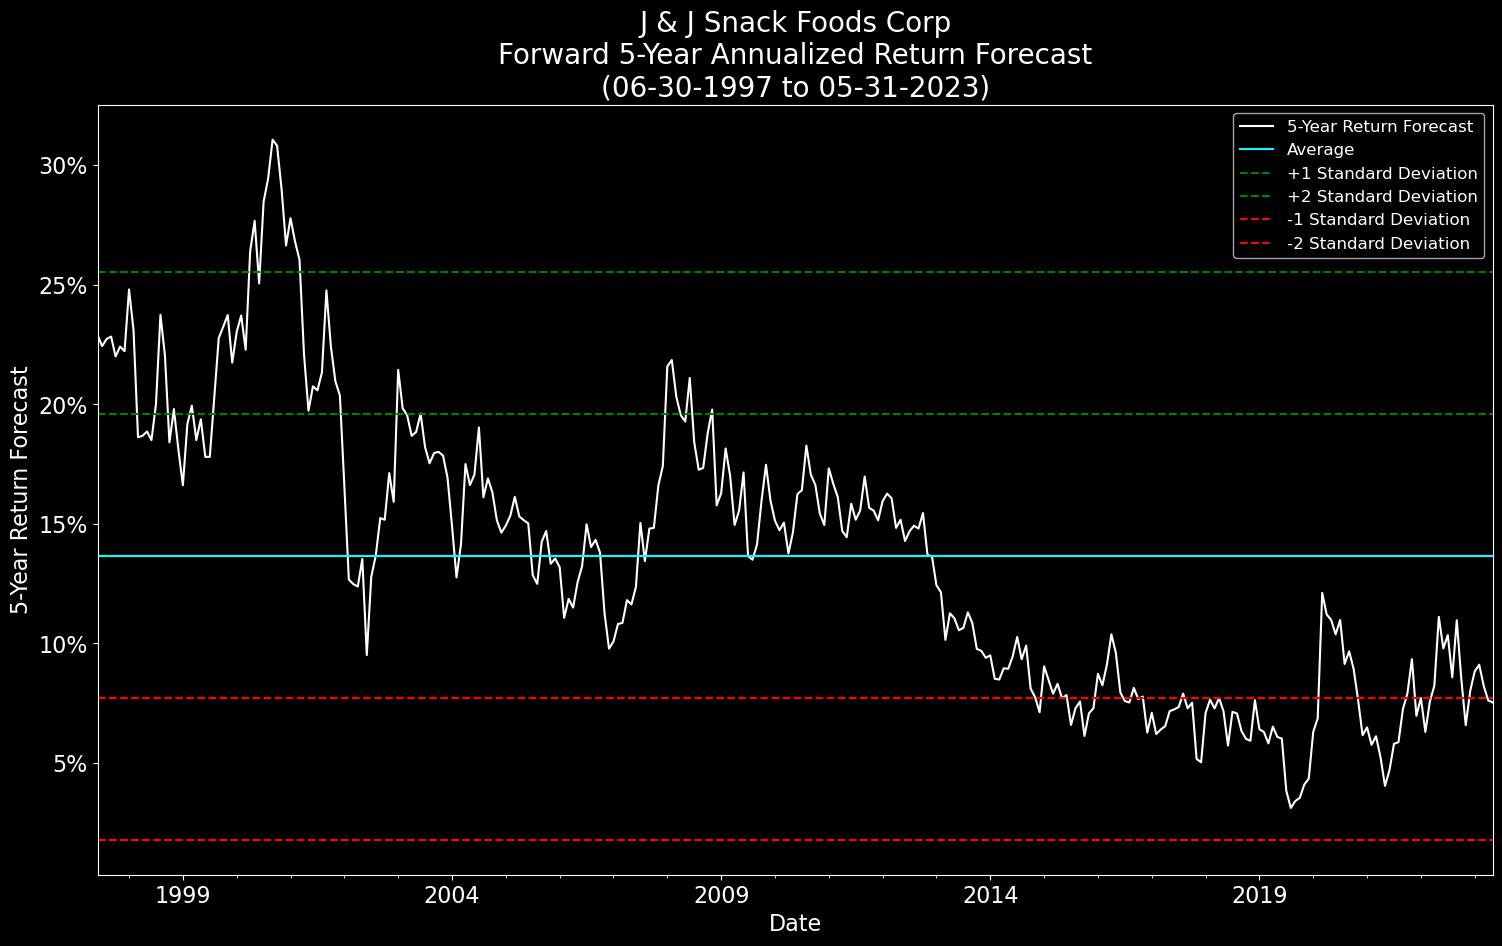 J & J Snack Foods Corp
Forward 5-Year Annualized Return Forecast
(06-30-1997 to 05-31-2023)
5-Year Return Forecast
Average
+1 Standard Deviation
+2 Standard Deviation
-1 Standard Deviation
-2 Standard Deviation
30%
25%
20%
15%
10%
5%
5-Year Return Forecast
1999
2004
2009
2014
2019
Date